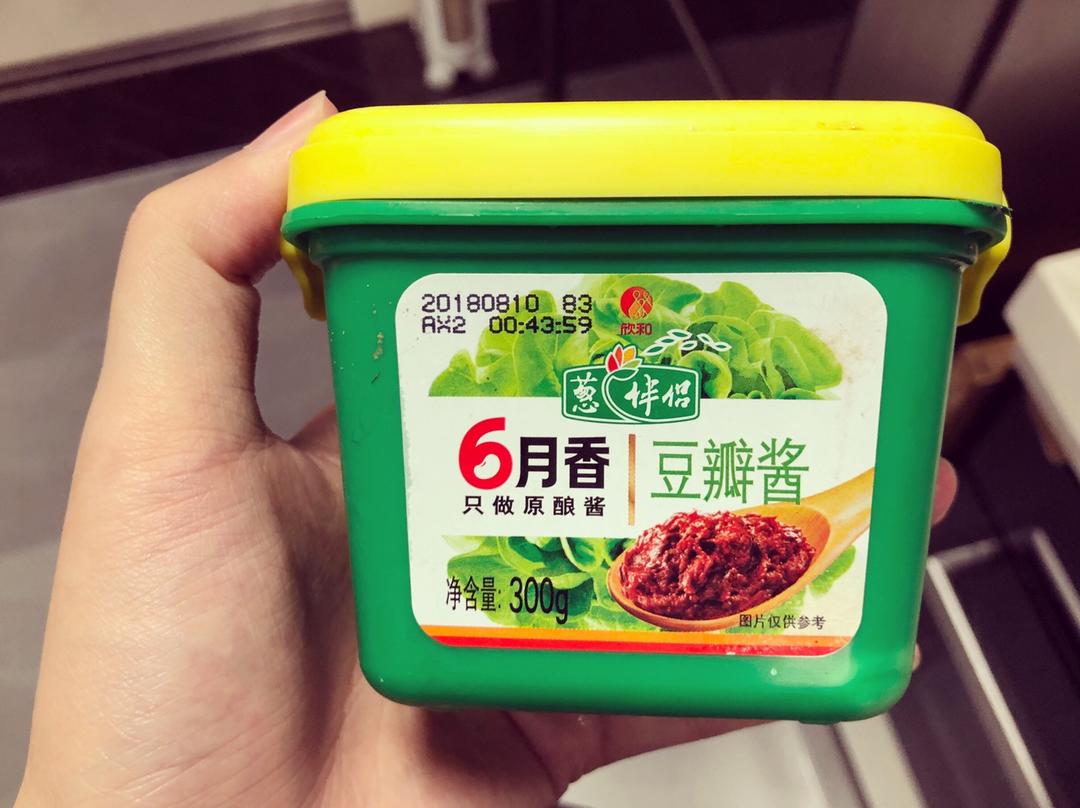 20180810 83
AX2 00:43:59
欣和
葱伴侣
6月香
只做原酿酱
豆瓣酱
净含量: 300g
图片仅供参考